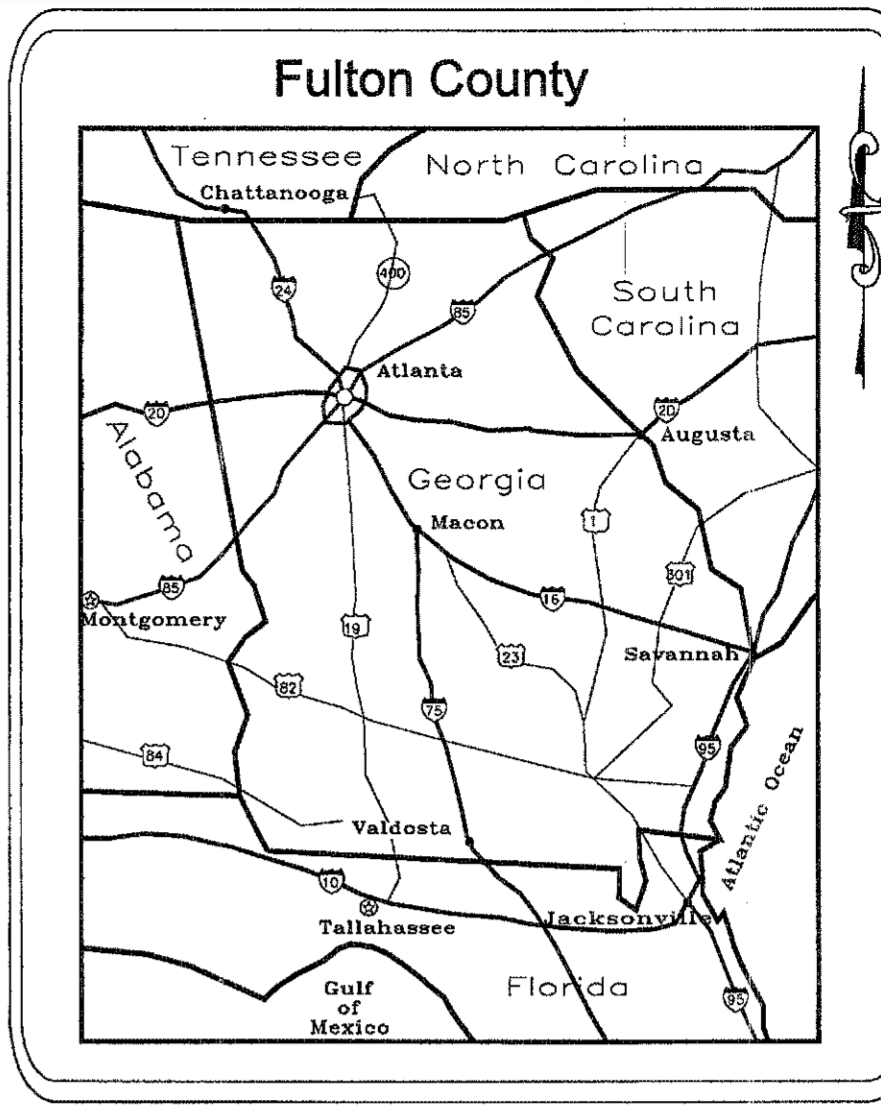 Fulton County
Tennessee
North Carolina
Chattanooga
400
24
85
South
Carolina
Atlanta
20
20
Augusta
Alabama
Georgia
Macon
1
301
85
16
Montgomery
19
23
Savannah
82
75
95
84
Atlantic Ocean
Valdosta
10
Tallahassee
Jacksonville
Florida
Gulf
of
Mexico
95